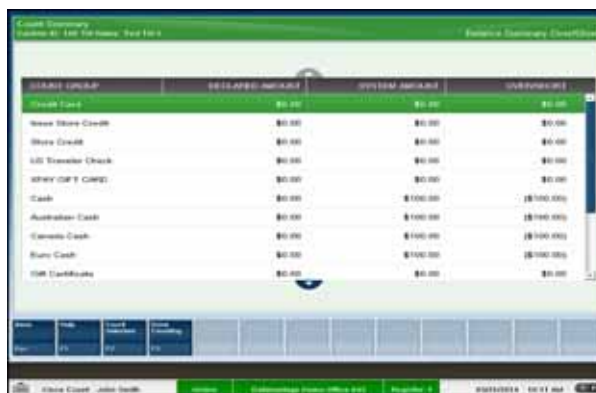 Count Summary
Balance Summary Over/Short
COUNT GROUP DECLARED AMOUNT SYSTEM AMOUNT OVER/SHORT
Credit Card $0.00 $0.00 $0.00
Issue Store Credit $0.00 $0.00 $0.00
Store Credit $0.00 $0.00 $0.00
US Traveler Check $0.00 $0.00 $0.00
XPAY GIFT CARD $0.00 $0.00 $0.00
Cash $0.00 $100.00 ($100.00)
Australian Cash $0.00 $100.00 ($100.00)
Canada Cash $0.00 $100.00 ($100.00)
Euro Cash $0.00 $100.00 ($100.00)
Gift Certificate $0.00 $0.00 $0.00
Back Help Count Selection Done Counting
Esc F1 F2
Close Count John Smith Online Register 1 10:11 AM